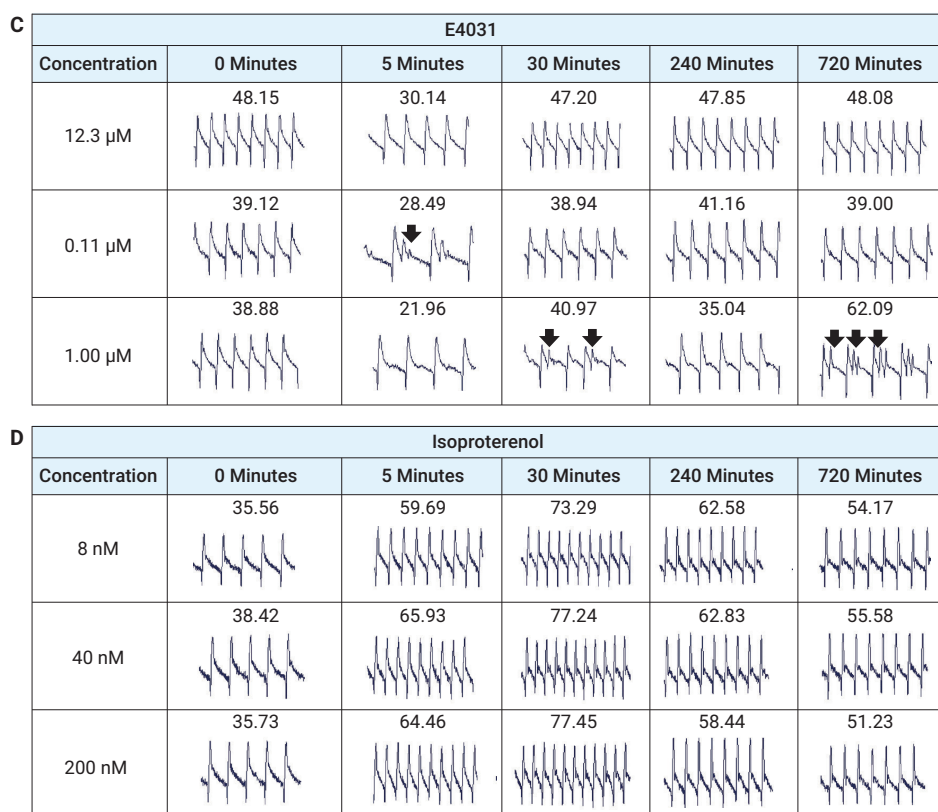 C
E4031
Concentration 0 Minutes 5 Minutes 30 Minutes 240 Minutes 720 Minutes
48.15 30.14 47.20 47.85 48.08
12.3 µM
39.12 28.49 38.94 41.16 39.00
0.11 µM
38.88 21.96 40.97 35.04 62.09
1.00 µM
D
Isoproterenol
Concentration 0 Minutes 5 Minutes 30 Minutes 240 Minutes 720 Minutes
35.56 59.69 73.29 62.58 54.17
8 nM
38.42 65.93 77.24 62.83 55.58
40 nM
35.73 64.46 77.45 58.44 51.23
200 nM